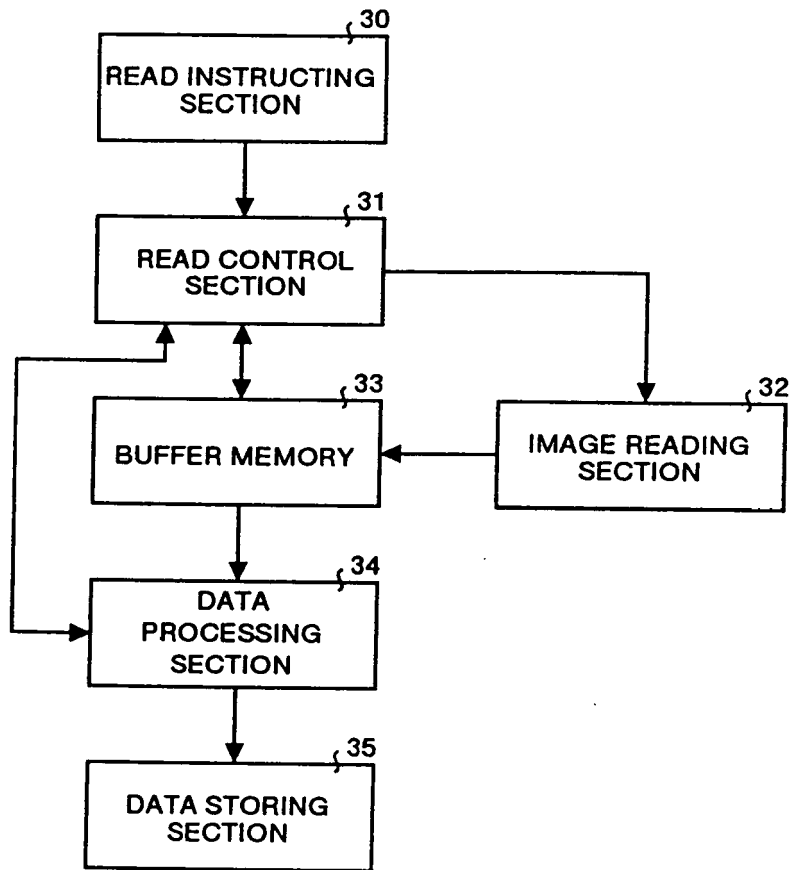 30
READ INSTRUCTING
SECTION
31
READ CONTROL
SECTION
33
BUFFER MEMORY
32
IMAGE READING
SECTION
34
DATA
PROCESSING
SECTION
35
DATA STORING
SECTION